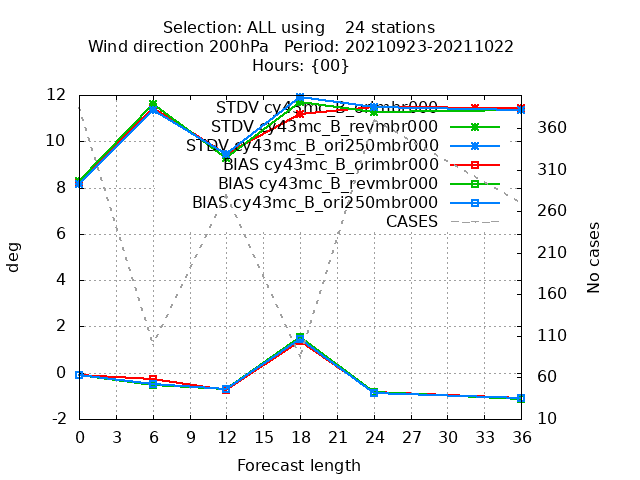 Selection: ALL using 24 stations
Wind direction 200hPa Period: 20210923-20211022
Hours: {00}
STDV cy43mc_B_orimbr000
STDV cy43mc_B_revmbr000
STDV cy43mc_B_ori250mbr000
BIAS cy43mc_B_orimbr000
BIAS cy43mc_B_revmbr000
BIAS cy43mc_B_ori250mbr000
CASES
12
10
8
6
4
2
0
-2
deg
360
310
260
210
160
110
60
10
No cases
0 3 6 9 12 15 18 21 24 27 30 33 36
Forecast length